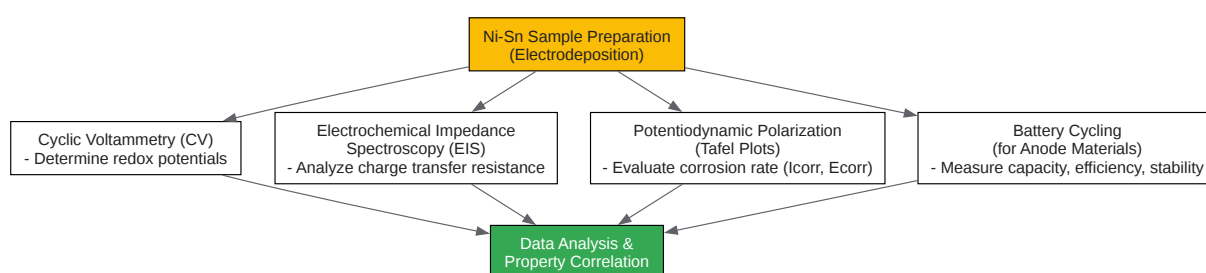 Ni-Sn Sample Preparation
(Electrodeposition)
Cyclic Voltammetry (CV)
- Determine redox potentials
Electrochemical Impedance
Spectroscopy (EIS)
- Analyze charge transfer resistance
Potentiodynamic Polarization
(Tafel Plots)
- Evaluate corrosion rate (Icorr, Ecorr)
Battery Cycling
(for Anode Materials)
- Measure capacity, efficiency, stability
Data Analysis &
Property Correlation